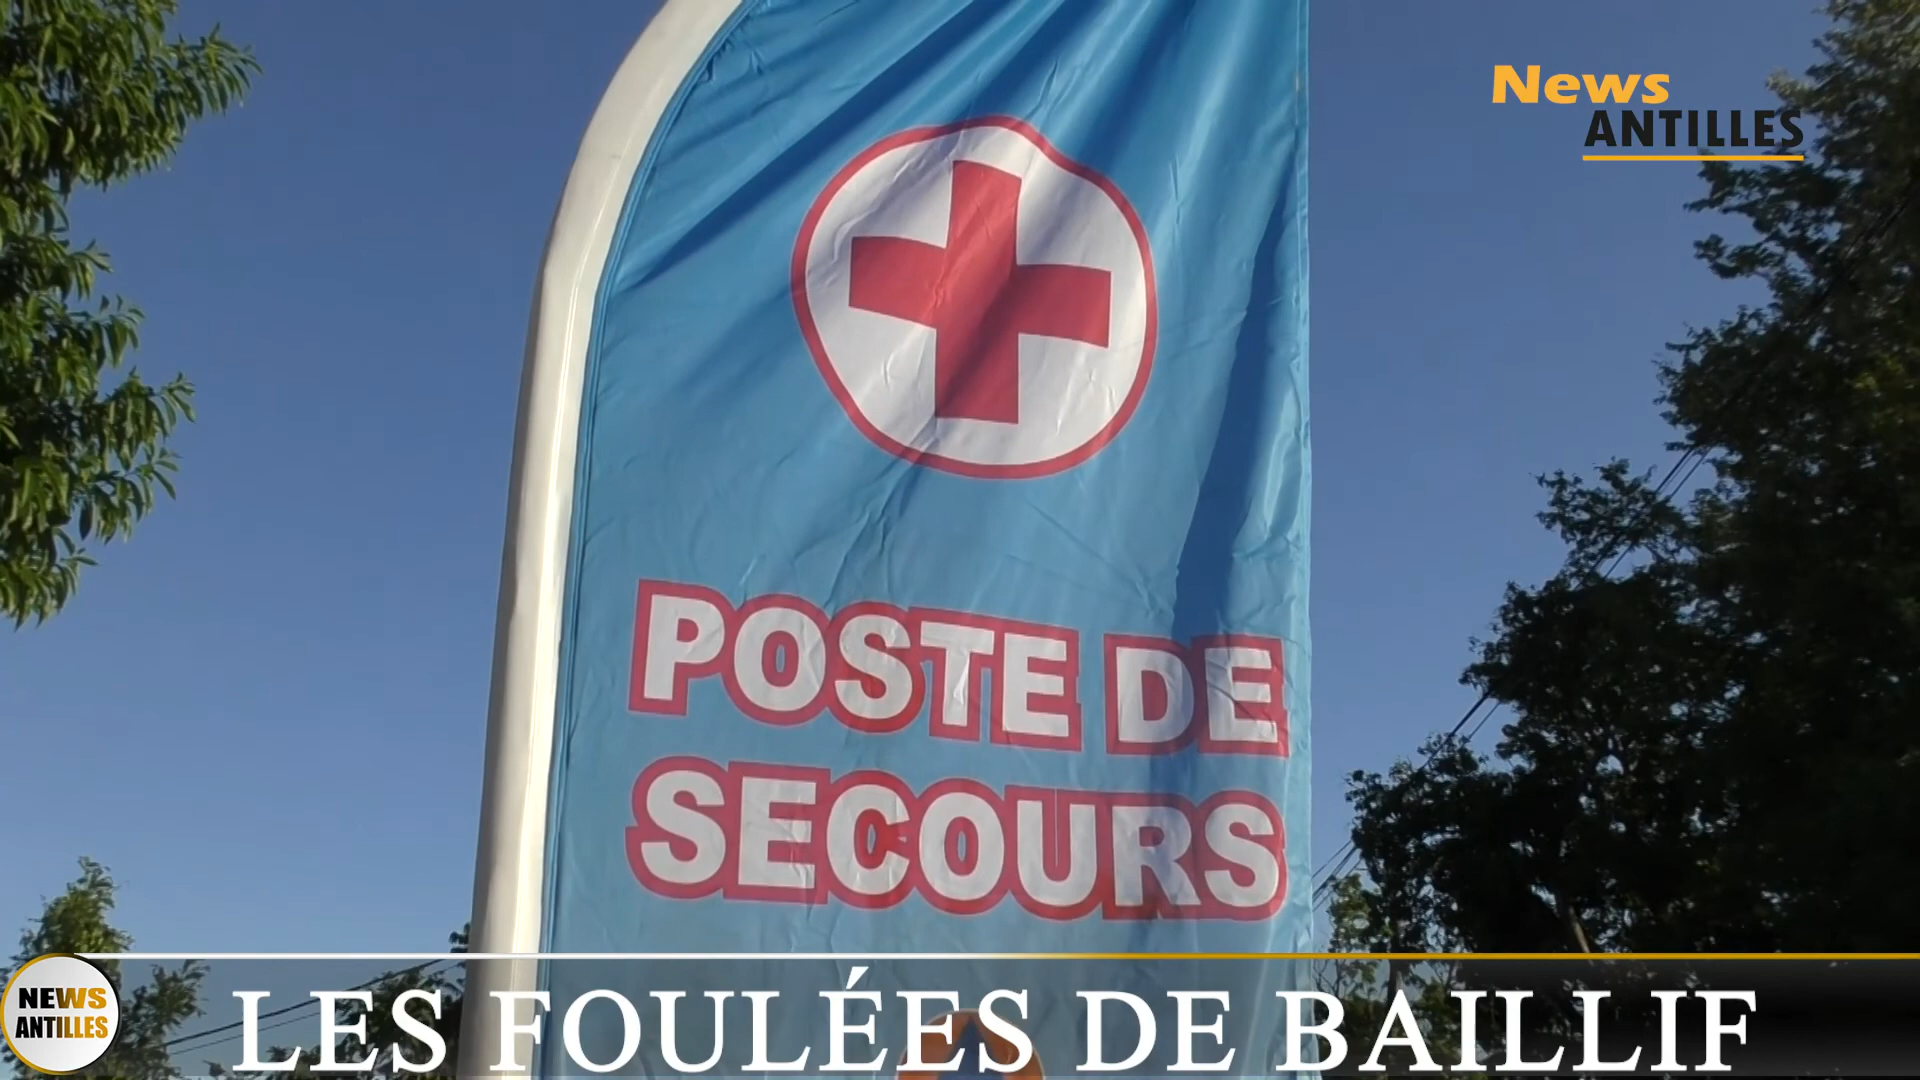 News
ANTILLES
POSTE DE
SECOURS
NEWS
ANTILLES
LES FOULÉES DE BAILLIF